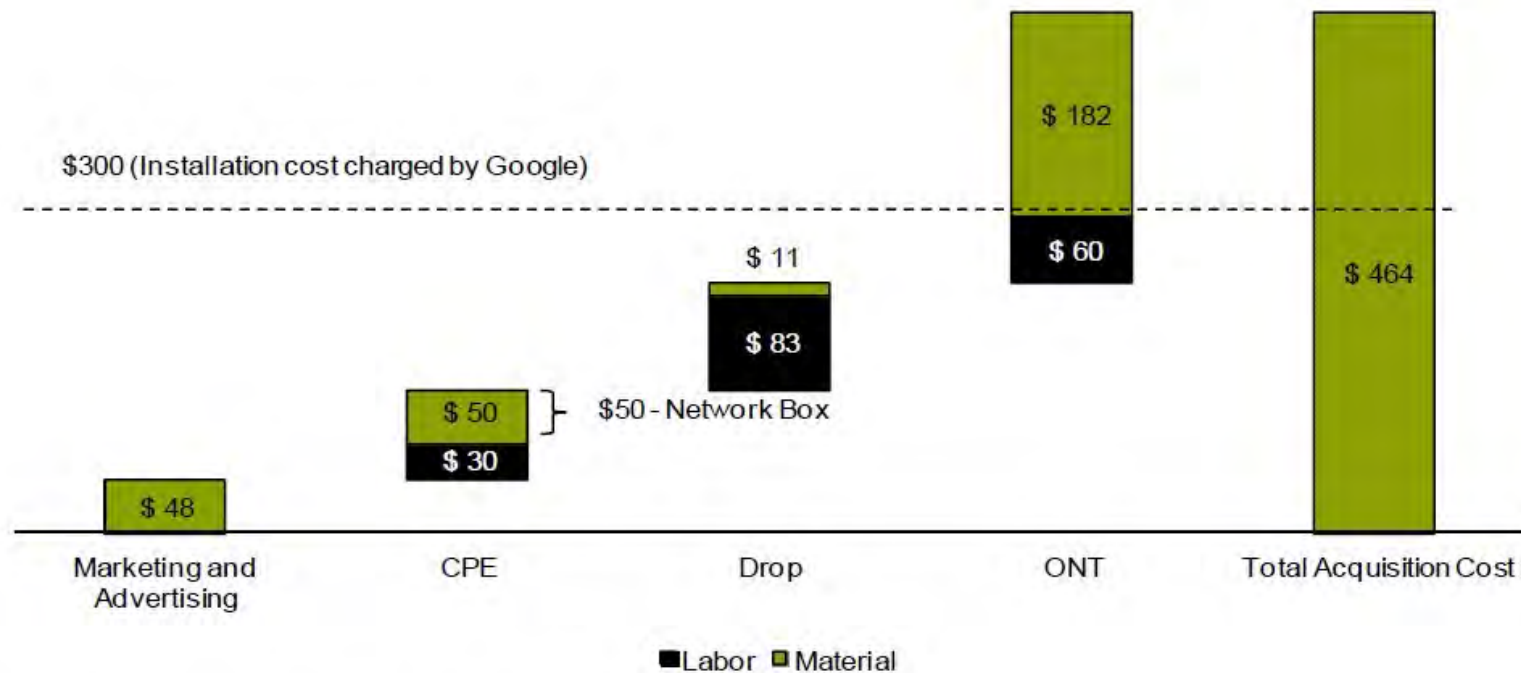 $ 182
$300 (Installation cost charged by Google)
$ 11
$ 60
$ 464
$ 83
$ 50
$50 - Network Box
$ 30
$ 48
Marketing and
Advertising
CPE
Drop
ONT
Total Acquisition Cost
Labor
Material